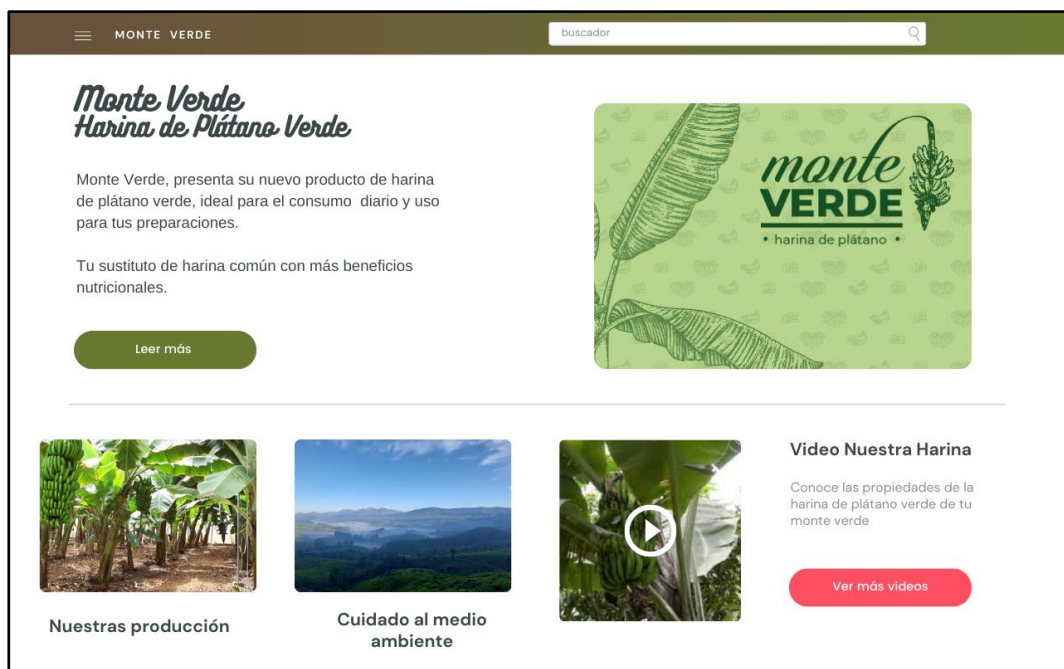 MONTE VERDE
buscador
Monte Verde
Harina de Plátano Verde
Monte Verde, presenta su nuevo producto de harina
de plátano verde, ideal para el consumo diario y uso
para tus preparaciones.
Tu sustituto de harina común con más beneficios
nutricionales.
Leer más
monte
VERDE
• harina de plátano •
Nuestras producción
Cuidado al medio
ambiente
Video Nuestra Harina
Conoce las propiedades de la
harina de plátano verde de tu
monte verde
Ver más videos